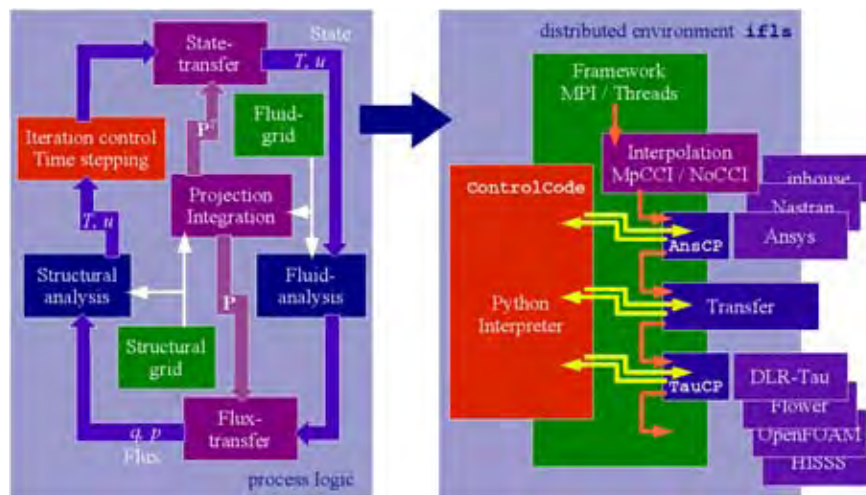 State-
transfer
State
T, u
Iteration control
Time stepping
Fluid-
grid
P^T
Projection
Integration
T, u
Structural
analysis
Fluid-
analysis
P
Structural
grid
Flux-
transfer
q, p
Flux
process logic
distributed environment ifls
Framework
MPI / Threads
Interpolation
MpCCI / NoCCI
ControlCode
inhouse
Nastran
Ansys
AnsCP
Python
Interpreter
Transfer
TauCP
DLR-Tau
Flower
OpenFOAM
HISSS